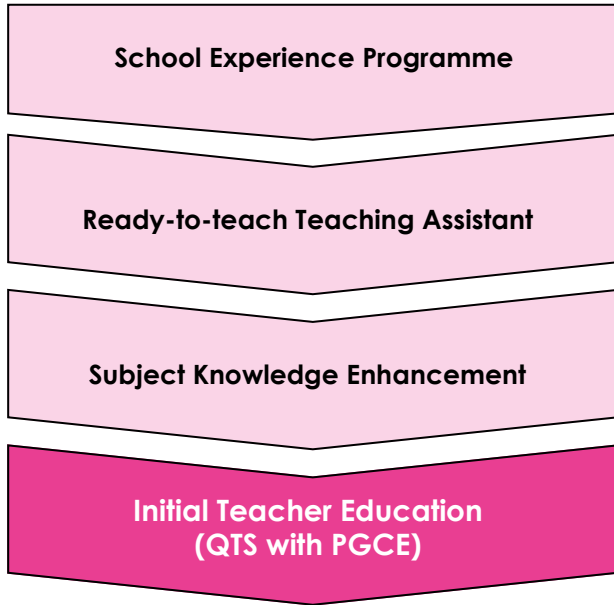 School Experience Programme
Ready-to-teach Teaching Assistant
Subject Knowledge Enhancement
Initial Teacher Education
(QTS with PGCE)